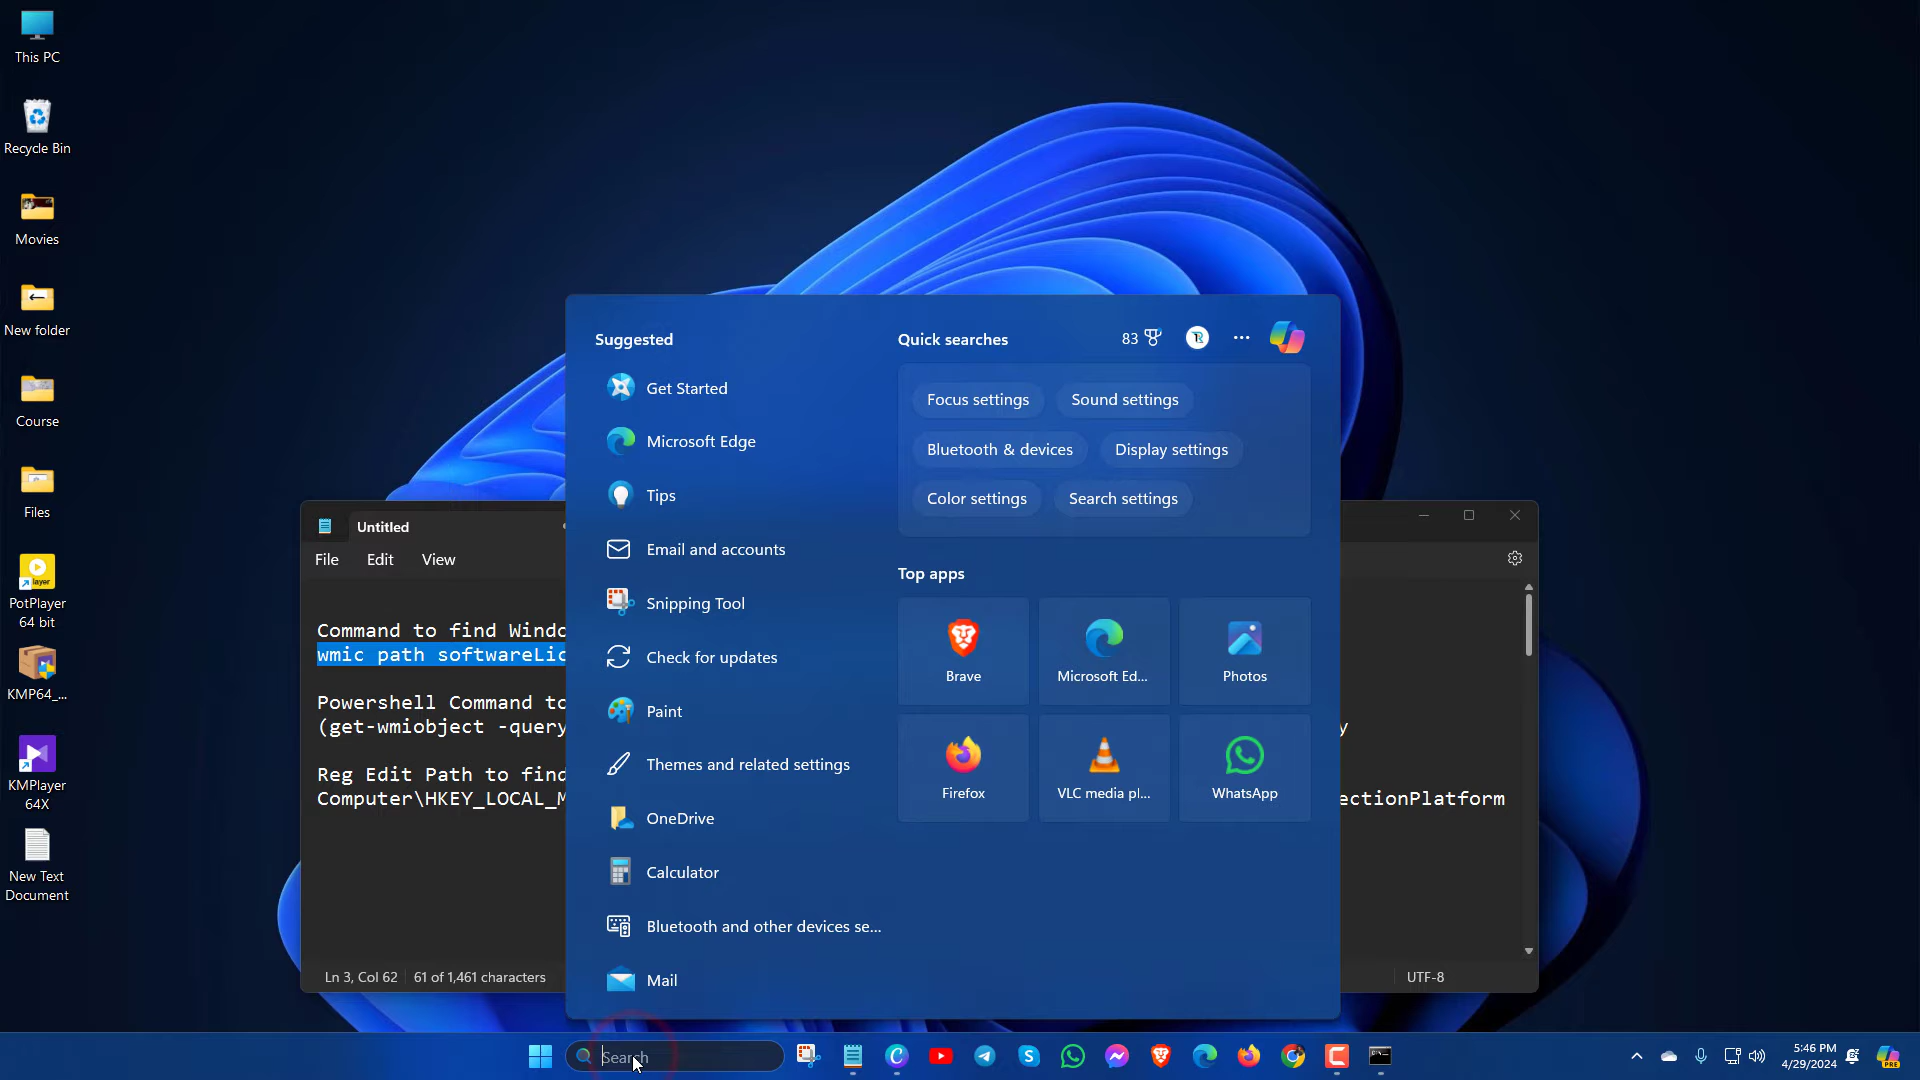 This PC
Recycle Bin
Movies
New folder
Course
Files
PotPlayer
64 bit
KMP64_...
KMPlayer
64X
New Text
Document
Untitled
File Edit View
Command to find Windo
wmic path softwareLic
Powershell Command to
(get-wmiobject -query
y
Reg Edit Path to find
Computer\HKEY_LOCAL_M
ectionPlatform
Ln 3, Col 62
61 of 1,461 characters
UTF-8
Suggested
Get Started
Microsoft Edge
Tips
Email and accounts
Snipping Tool
Check for updates
Paint
Themes and related settings
OneDrive
Calculator
Bluetooth and other devices se...
Mail
Quick searches
83
Focus settings
Sound settings
Bluetooth & devices
Display settings
Color settings
Search settings
Top apps
Brave
Microsoft Ed...
Photos
Firefox
VLC media pl...
WhatsApp
Search
5:46 PM
4/29/2024
PRE